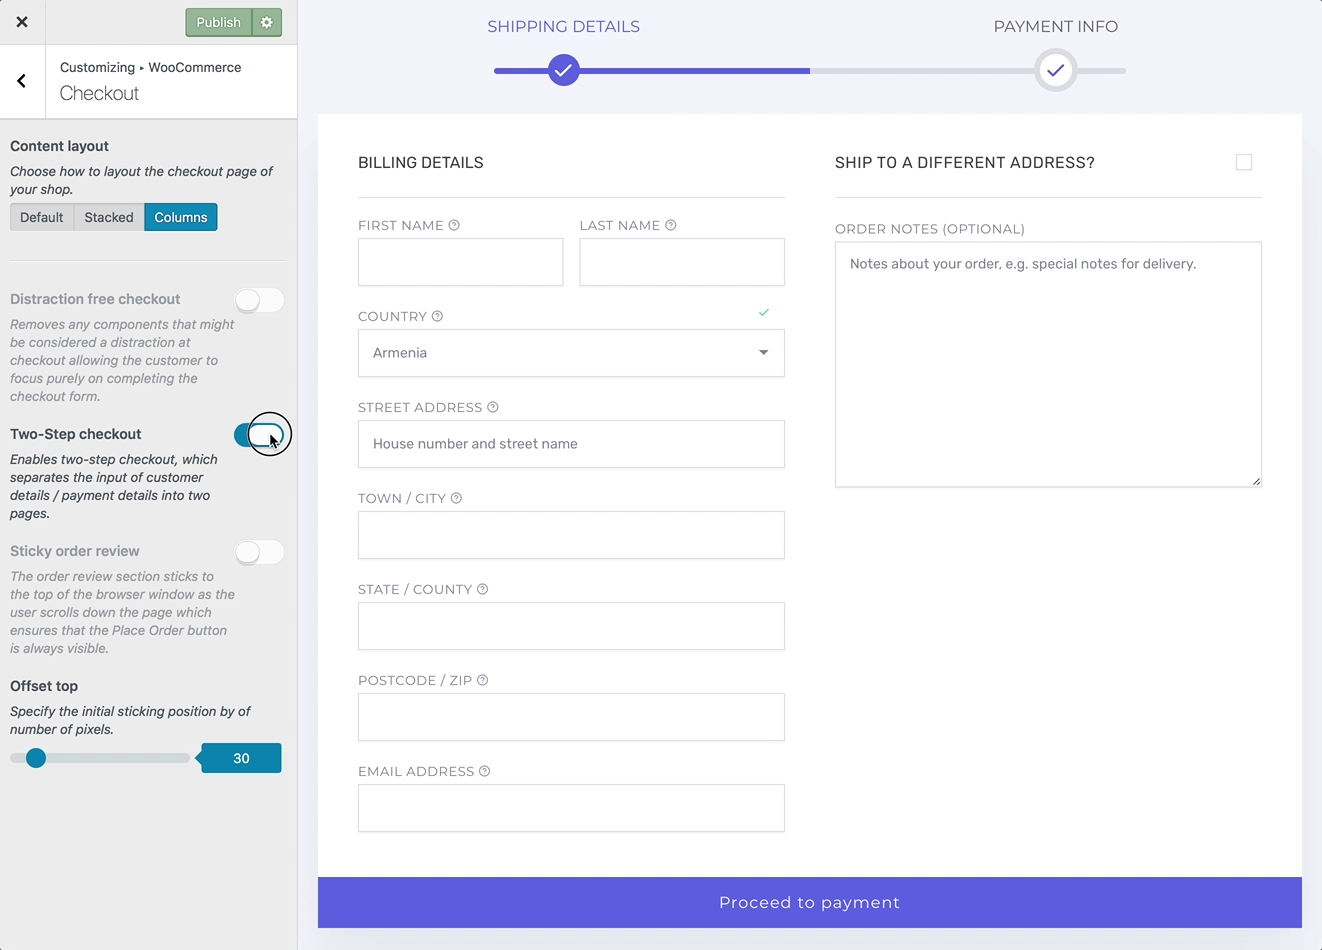 Publish
Customizing ▸ WooCommerce
Checkout
Content layout
Choose how to layout the checkout page of
your shop.
Default Stacked Columns
Distraction free checkout
Removes any components that might
be considered a distraction at
checkout allowing the customer to
focus purely on completing the
checkout form.
Two-Step checkout
Enables two-step checkout, which
separates the input of customer
details / payment details into two
pages.
Sticky order review
The order review section sticks to
the top of the browser window as the
user scrolls down the page which
ensures that the Place Order button
is always visible.
Offset top
Specify the initial sticking position by of
number of pixels.
30
SHIPPING DETAILS PAYMENT INFO
BILLING DETAILS
FIRST NAME LAST NAME
COUNTRY
Armenia
STREET ADDRESS
House number and street name
TOWN / CITY
STATE / COUNTY
POSTCODE / ZIP
EMAIL ADDRESS
SHIP TO A DIFFERENT ADDRESS?
ORDER NOTES (OPTIONAL)
Notes about your order, e.g. special notes for delivery.
Proceed to payment